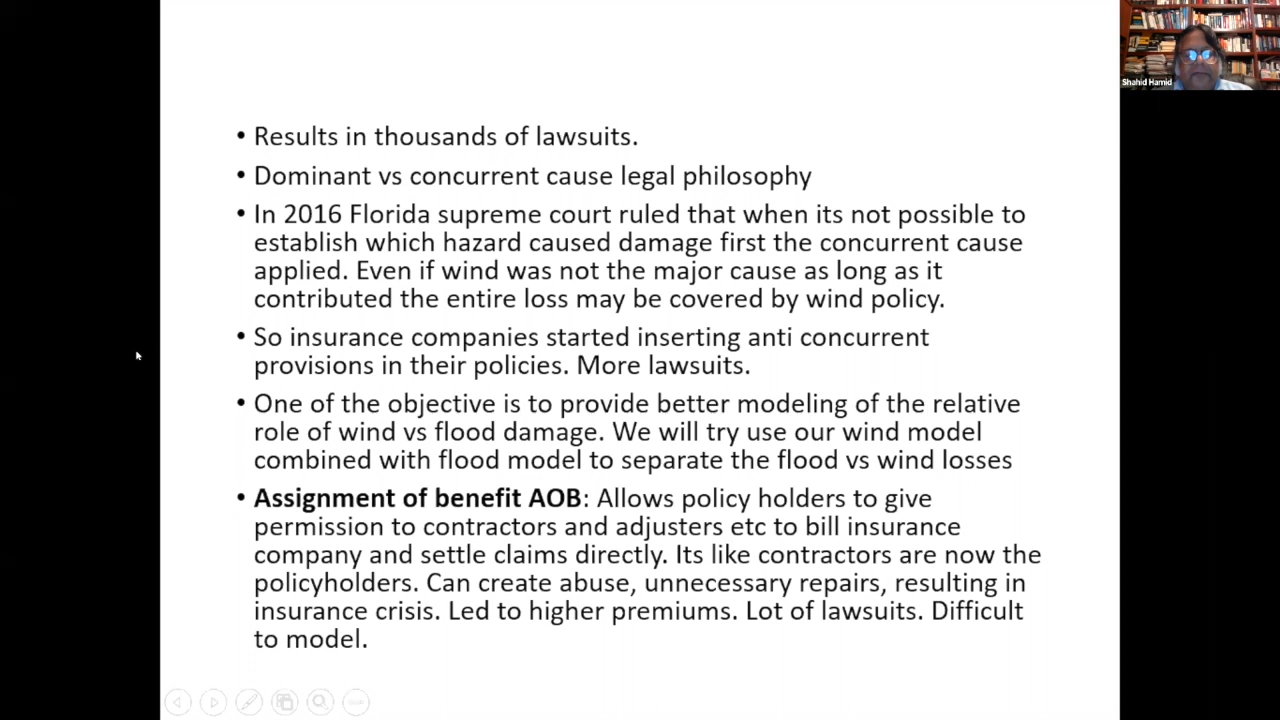 Shahid Hamid
• Results in thousands of lawsuits.
• Dominant vs concurrent cause legal philosophy
• In 2016 Florida supreme court ruled that when its not possible to
establish which hazard caused damage first the concurrent cause
applied. Even if wind was not the major cause as long as it
contributed the entire loss may be covered by wind policy.
• So insurance companies started inserting anti concurrent
provisions in their policies. More lawsuits.
• One of the objective is to provide better modeling of the relative
role of wind vs flood damage. We will try use our wind model
combined with flood model to separate the flood vs wind losses
• Assignment of benefit AOB: Allows policy holders to give
permission to contractors and adjusters etc to bill insurance
company and settle claims directly. Its like contractors are now the
policyholders. Can create abuse, unnecessary repairs, resulting in
insurance crisis. Led to higher premiums. Lot of lawsuits. Difficult
to model.